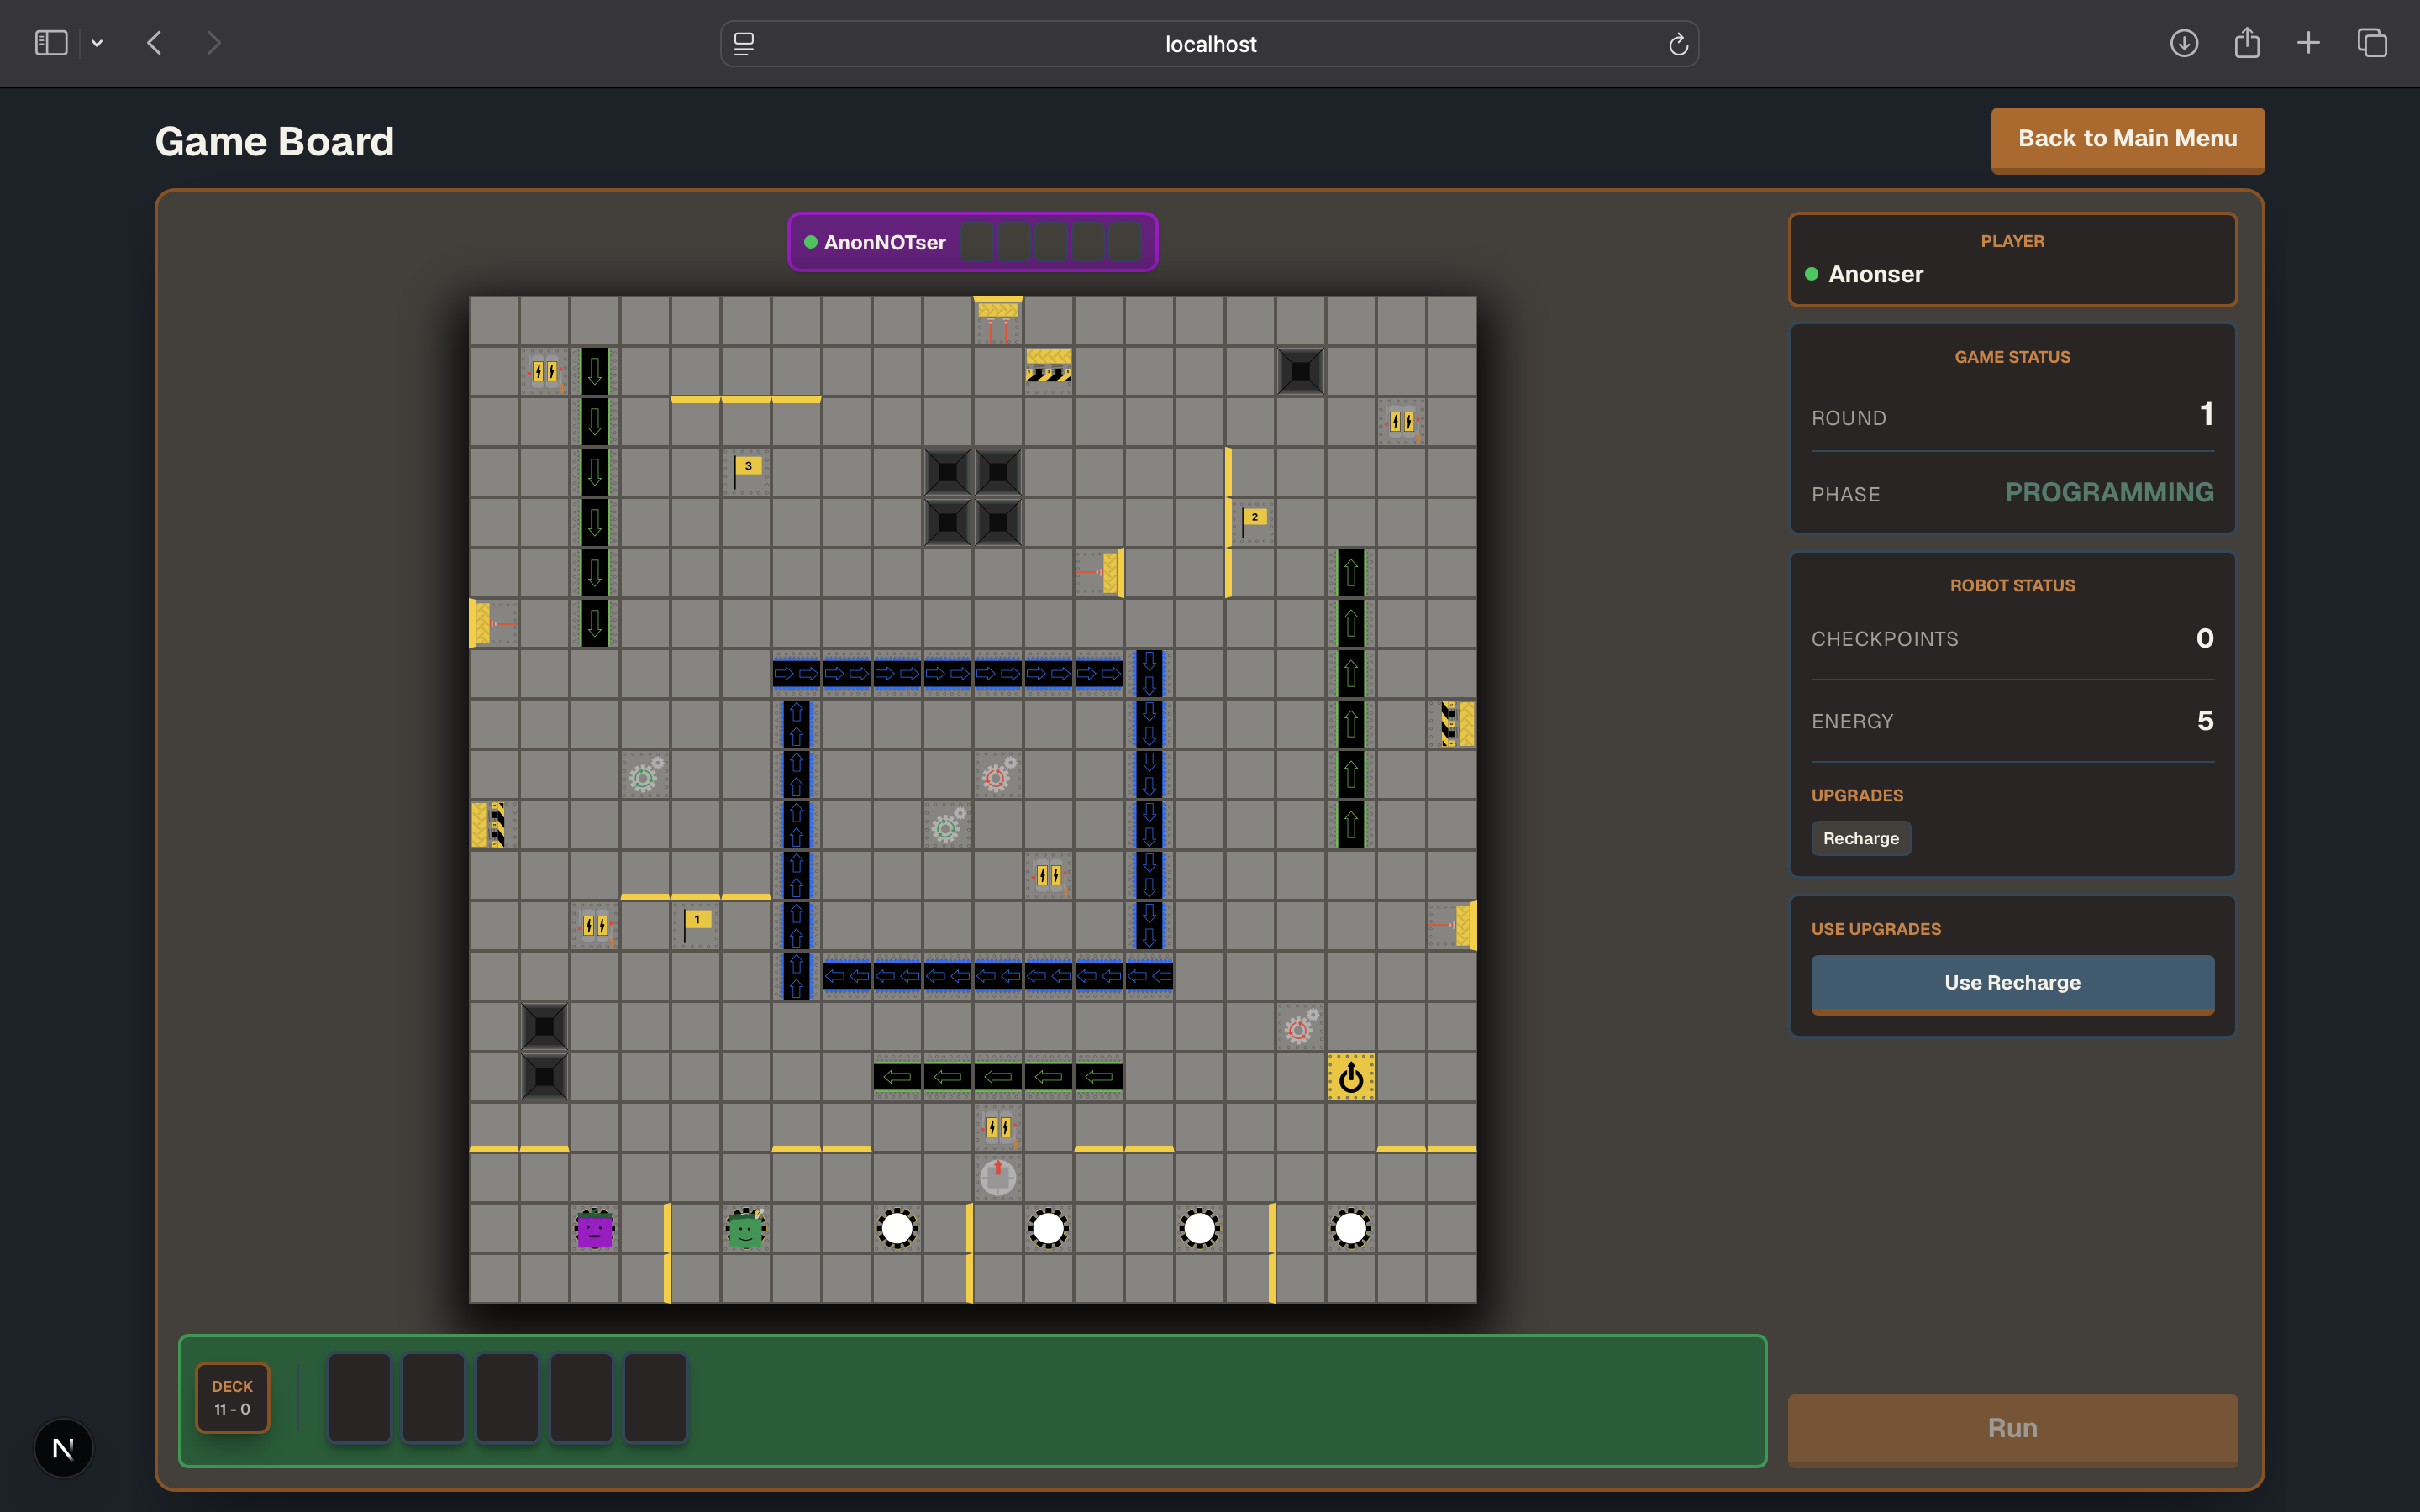 localhost
Game Board
Back to Main Menu
AnonNOTser
PLAYER
Anonser
GAME STATUS
ROUND
1
PHASE
PROGRAMMING
ROBOT STATUS
CHECKPOINTS
0
ENERGY
5
UPGRADES
Recharge
USE UPGRADES
Use Recharge
3
2
1
DECK
11 - 0
Run
N